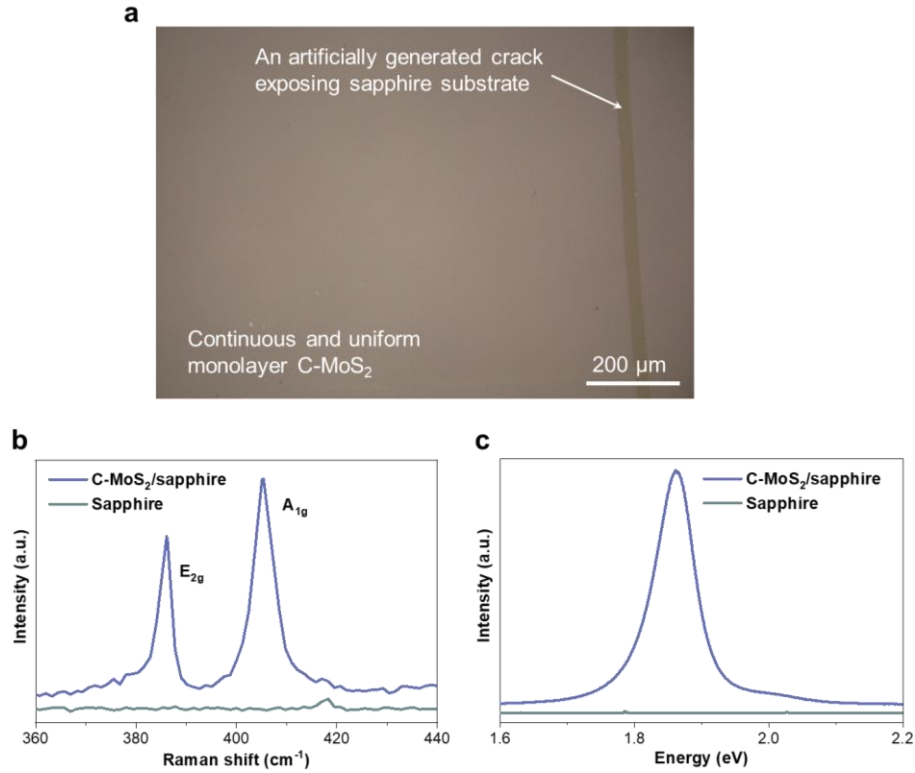 a
An artificially generated crack
exposing sapphire substrate
Continuous and uniform
monolayer C-MoS₂
200 µm
b
C-MoS₂/sapphire
Sapphire
A₁g
E₂g
Intensity (a.u.)
360 380 400 420 440
Raman shift (cm⁻¹)
c
C-MoS₂/sapphire
Sapphire
Intensity (a.u.)
1.6 1.8 2.0 2.2
Energy (eV)